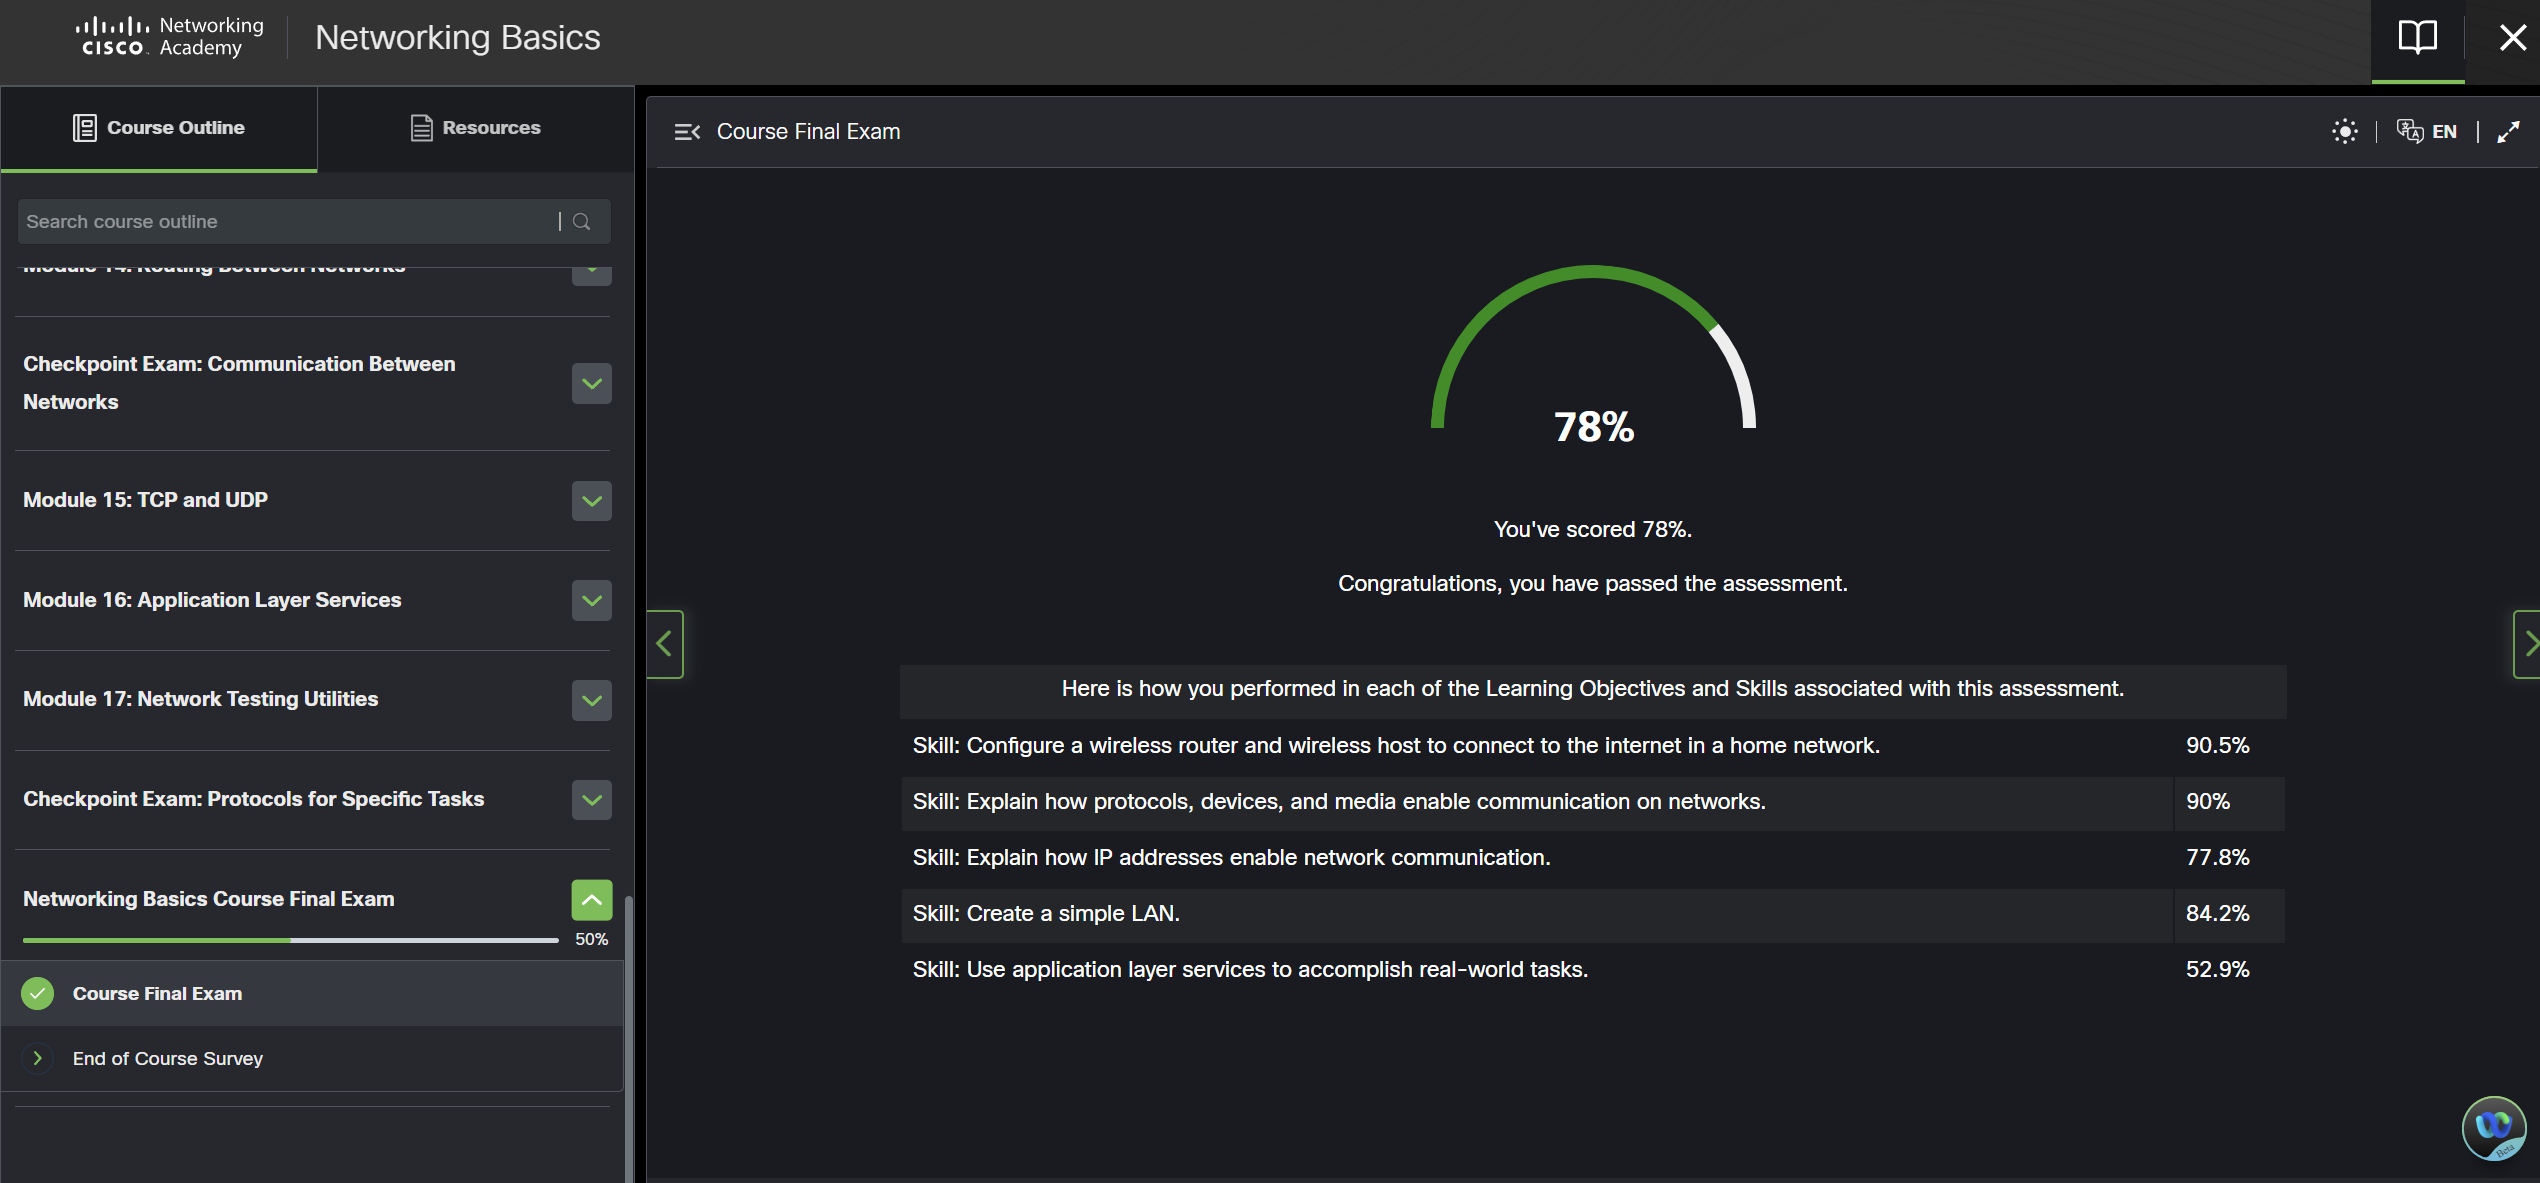 Networking
CISCO Academy
Networking Basics
Course Outline
Resources
Search course outline
Module 14: Routing Between Networks
Checkpoint Exam: Communication Between
Networks
Module 15: TCP and UDP
Module 16: Application Layer Services
Module 17: Network Testing Utilities
Checkpoint Exam: Protocols for Specific Tasks
Networking Basics Course Final Exam
50%
Course Final Exam
End of Course Survey
Course Final Exam
EN
78%
You've scored 78%.
Congratulations, you have passed the assessment.
Here is how you performed in each of the Learning Objectives and Skills associated with this assessment.
Skill: Configure a wireless router and wireless host to connect to the internet in a home network. 90.5%
Skill: Explain how protocols, devices, and media enable communication on networks. 90%
Skill: Explain how IP addresses enable network communication. 77.8%
Skill: Create a simple LAN. 84.2%
Skill: Use application layer services to accomplish real-world tasks. 52.9%
Beta